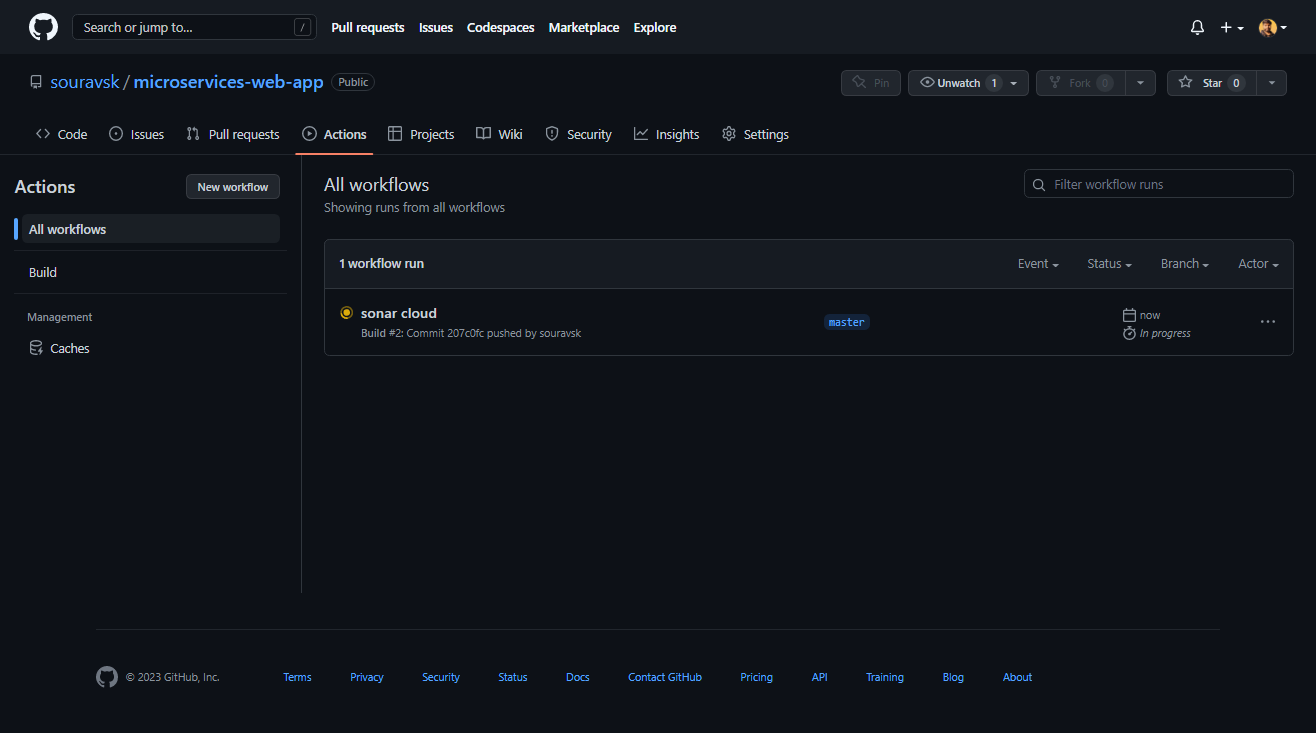 Search or jump to... /
Pull requests Issues Codespaces Marketplace Explore
souravsk / microservices-web-app Public
Pin Unwatch 1 Fork 0 Star 0
Code Issues Pull requests Actions Projects Wiki Security Insights Settings
Actions
New workflow
All workflows
Build
Management
Caches
All workflows
Showing runs from all workflows
Filter workflow runs
1 workflow run
Event Status Branch Actor
sonar cloud
Build #2: Commit 207c0fc pushed by souravsk
master
now
In progress
© 2023 GitHub, Inc. Terms Privacy Security Status Docs Contact GitHub Pricing API Training Blog About